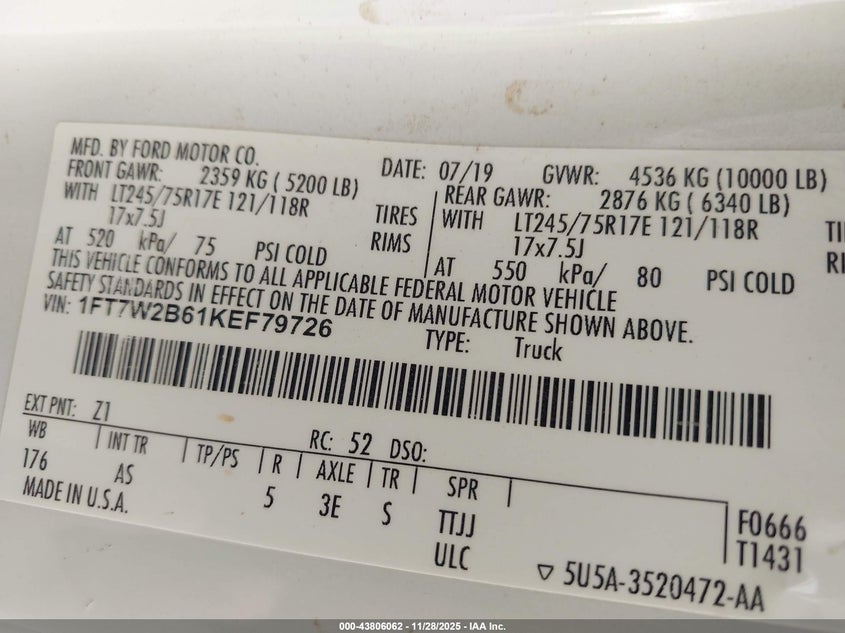 MFD. BY FORD MOTOR CO. DATE: 07/19 GVWR: 4536 KG (10000 LB)
FRONT GAWR: 2359 KG ( 5200 LB) REAR GAWR: 2876 KG ( 6340 LB)
WITH LT245/75R17E 121/118R TIRES WITH LT245/75R17E 121/118R
17x7.5J RIMS 17x7.5J
AT 520 kPa/ 75 PSI COLD AT 550 kPa/ 80 PSI COLD
THIS VEHICLE CONFORMS TO ALL APPLICABLE FEDERAL MOTOR VEHICLE
SAFETY STANDARDS IN EFFECT ON THE DATE OF MANUFACTURE SHOWN ABOVE.
VIN: 1FT7W2B61KEF79726 TYPE: Truck
EXT PNT: Z1 RC: 52 DSO:
WB INT TR TP/PS R AXLE TR SPR
176 AS 5 3E S TTJJ F0666
MADE IN U.S.A. ULC T1431
5U5A-3520472-AA
000-43806062 | 11/28/2025 - IAA Inc.